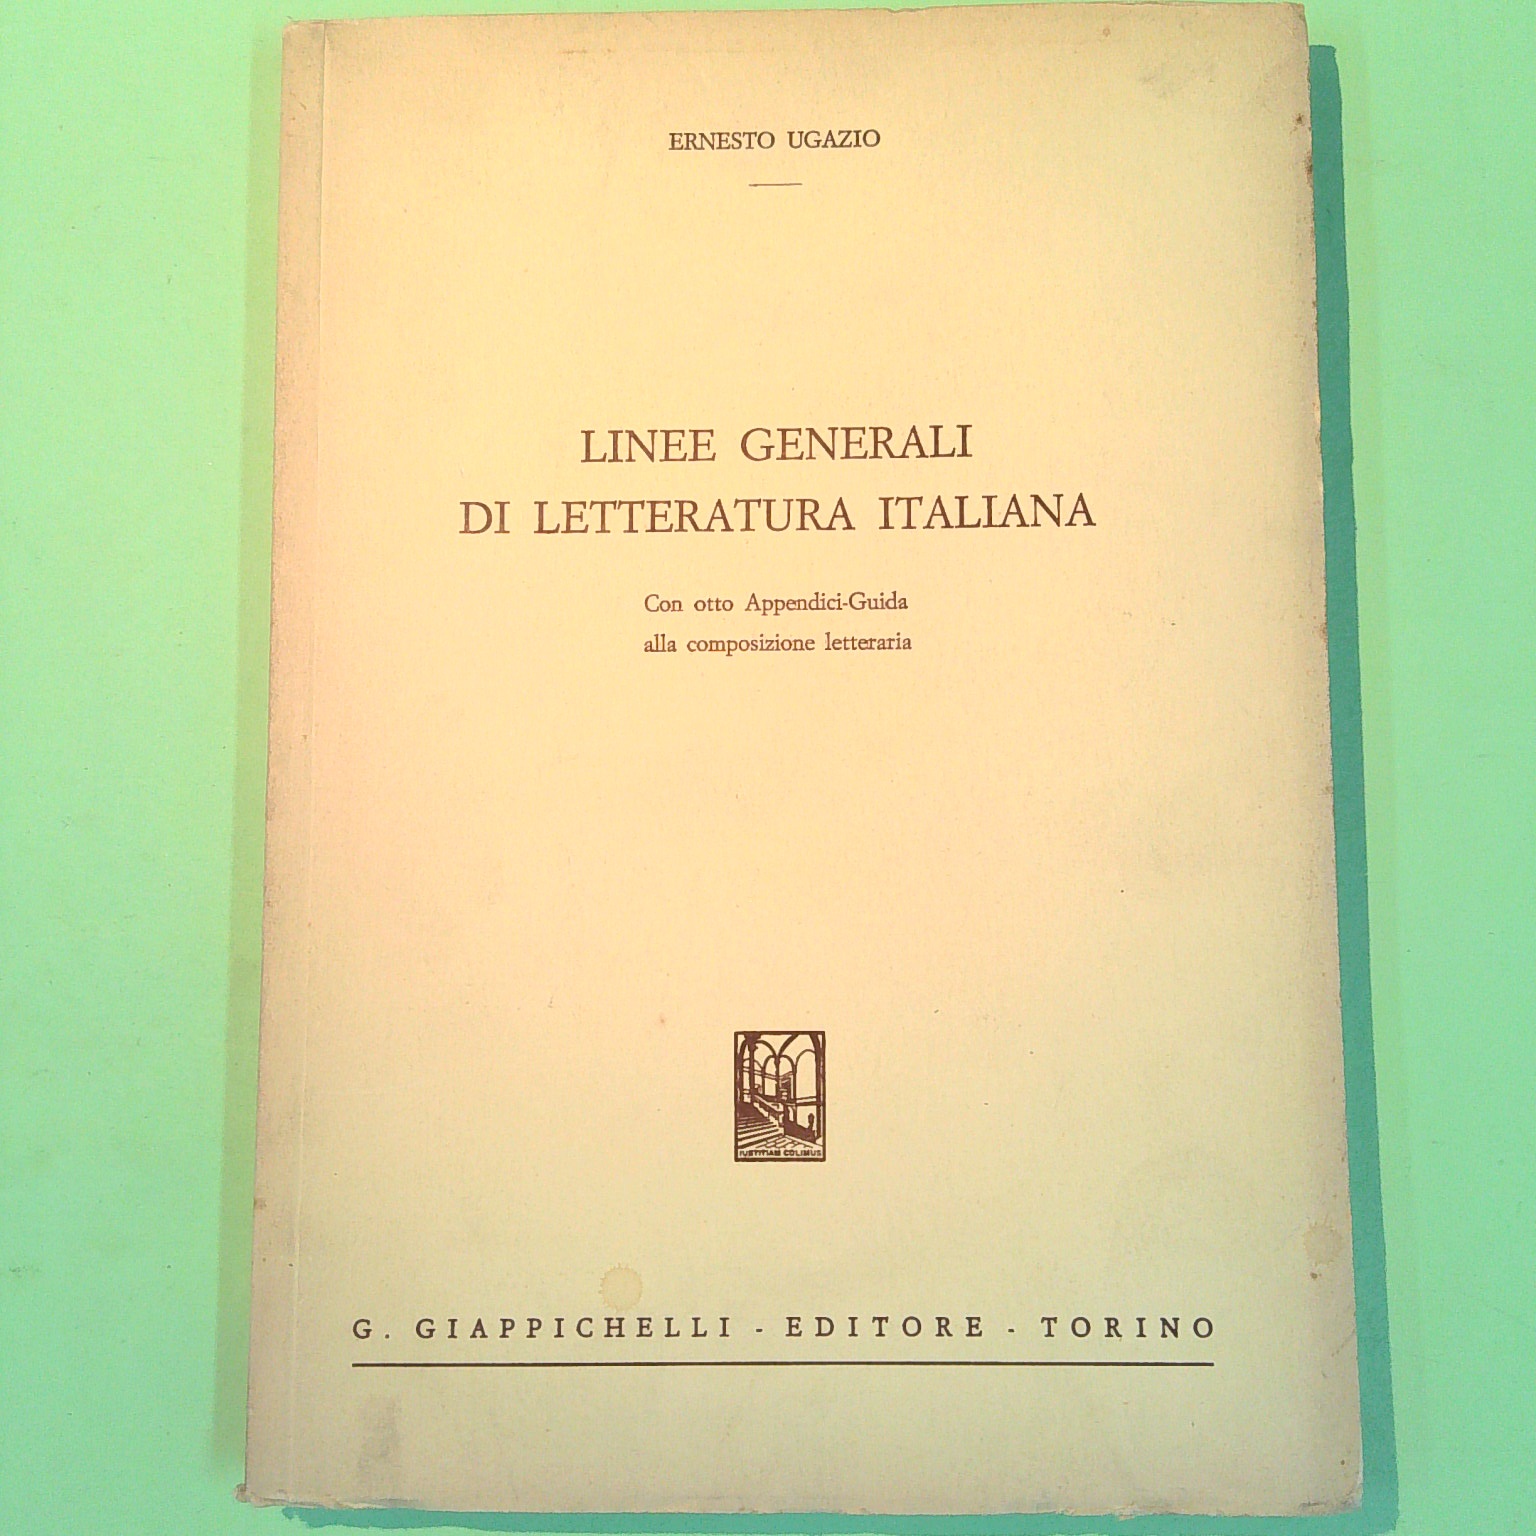 ERNESTO UGAZIO
LINEE GENERALI
DI LETTERATURA ITALIANA
Con otto Appendici-Guida
alla composizione letteraria
IUSTITIAM COLIMUS
G. GIAPPICHELLI - EDITORE - TORINO